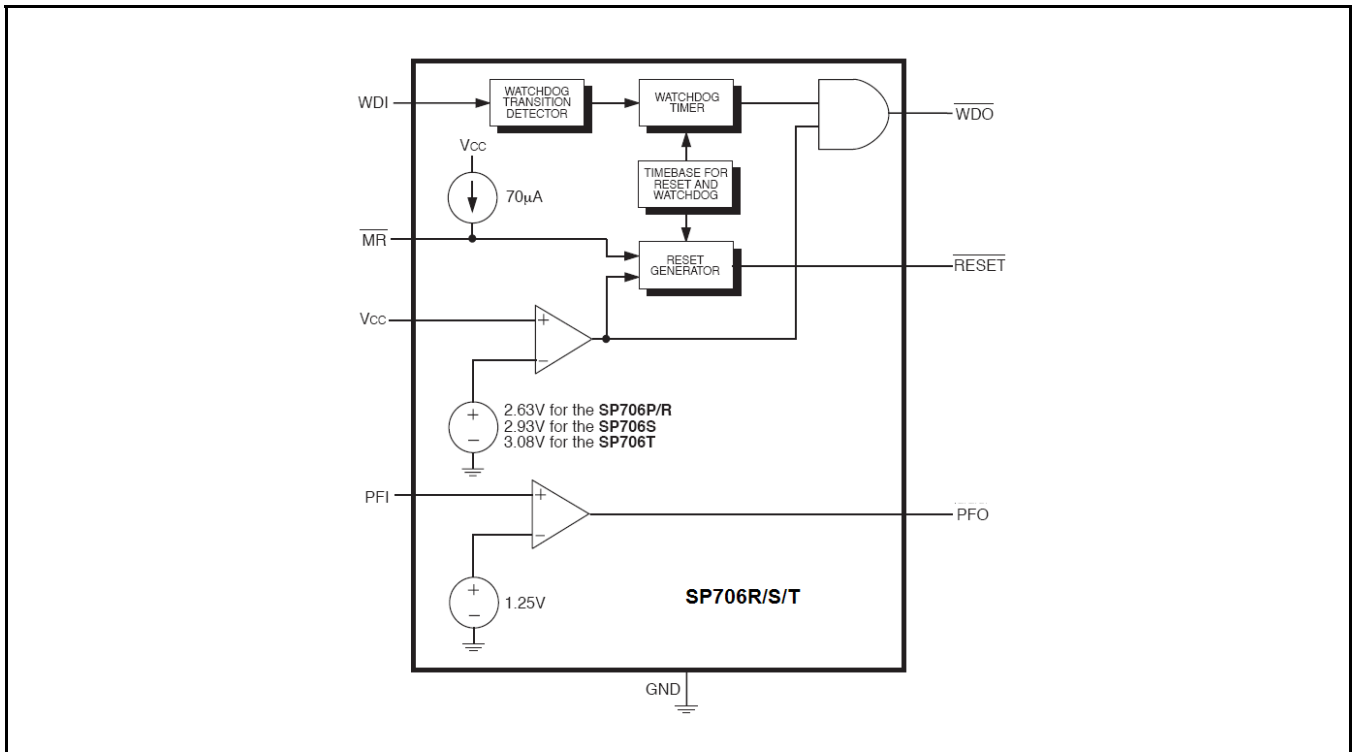 WATCHDOG
TRANSITION
DETECTOR
WATCHDOG
TIMER
WDI
WDO
VCC
70µA
TIMEBASE FOR
RESET AND
WATCHDOG
MR
RESET
GENERATOR
RESET
VCC
+
−
+
−
2.63V for the SP706P/R
2.93V for the SP706S
3.08V for the SP706T
PFI
+
−
PFO
+
−
1.25V
SP706R/S/T
GND